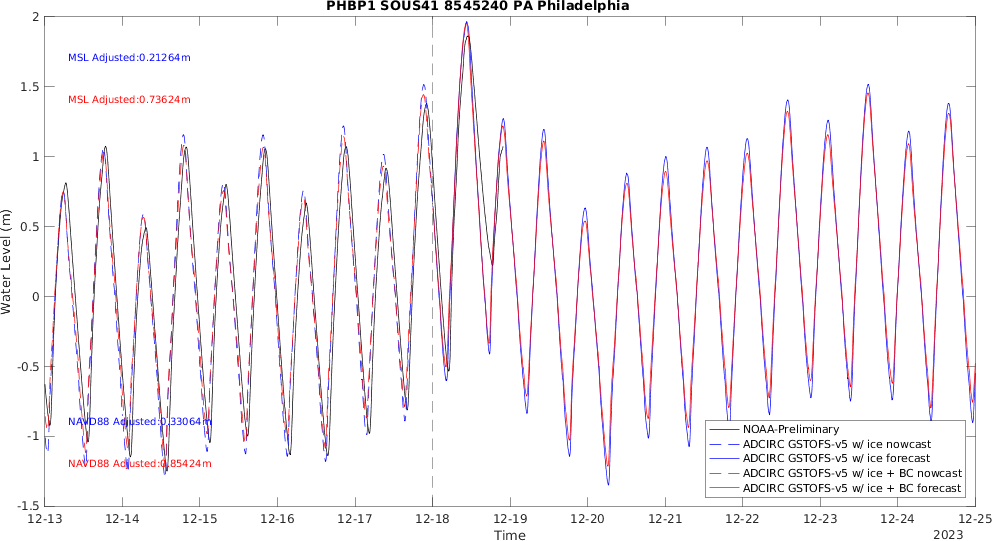 PHBP1 SOUS41 8545240 PA Philadelphia
2
1.5
1
0.5
0
-0.5
-1
-1.5
Water Level (m)
MSL Adjusted:0.21264m
MSL Adjusted:0.73624m
NAVD88 Adjusted:0.33064m
NAVD88 Adjusted:0.85424m
NOAA-Preliminary
ADCIRC GSTOFS-v5 w/ ice nowcast
ADCIRC GSTOFS-v5 w/ ice forecast
ADCIRC GSTOFS-v5 w/ ice + BC nowcast
ADCIRC GSTOFS-v5 w/ ice + BC forecast
12-13 12-14 12-15 12-16 12-17 12-18 12-19 12-20 12-21 12-22 12-23 12-24 12-25
Time
2023